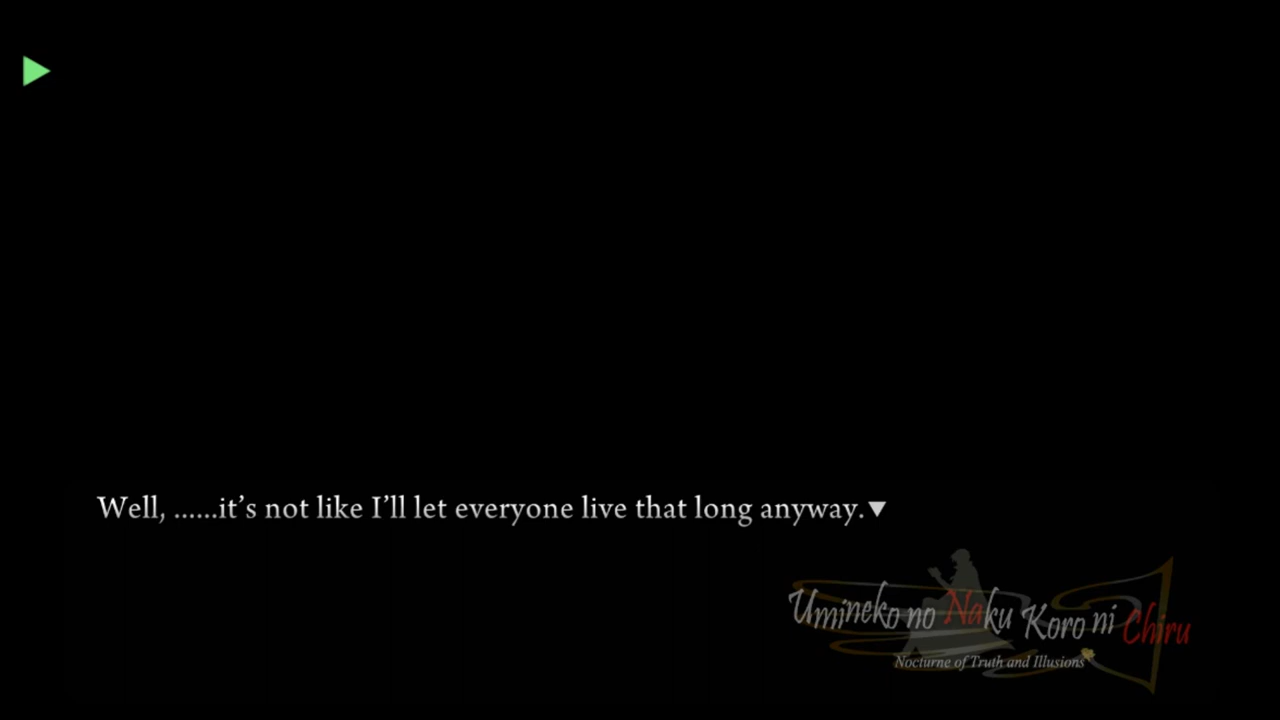 Well, ......it's not like I'll let everyone live that long anyway.
Umineko no Naku Koro ni Chiru
Nocturne of Truth and Illusions